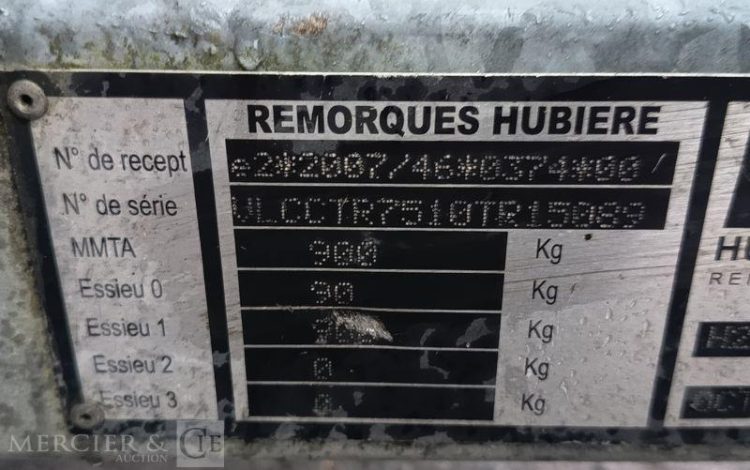 REMORQUES HUBIERE
N° de recept e2*2007/46*0374*00/
N° de série VLCCTR7510TR15089
MMTA 900 Kg
Essieu 0 90 Kg
Essieu 1 Kg
Essieu 2 0 Kg
Essieu 3 0 Kg
MERCIER & CIE
AUCTION